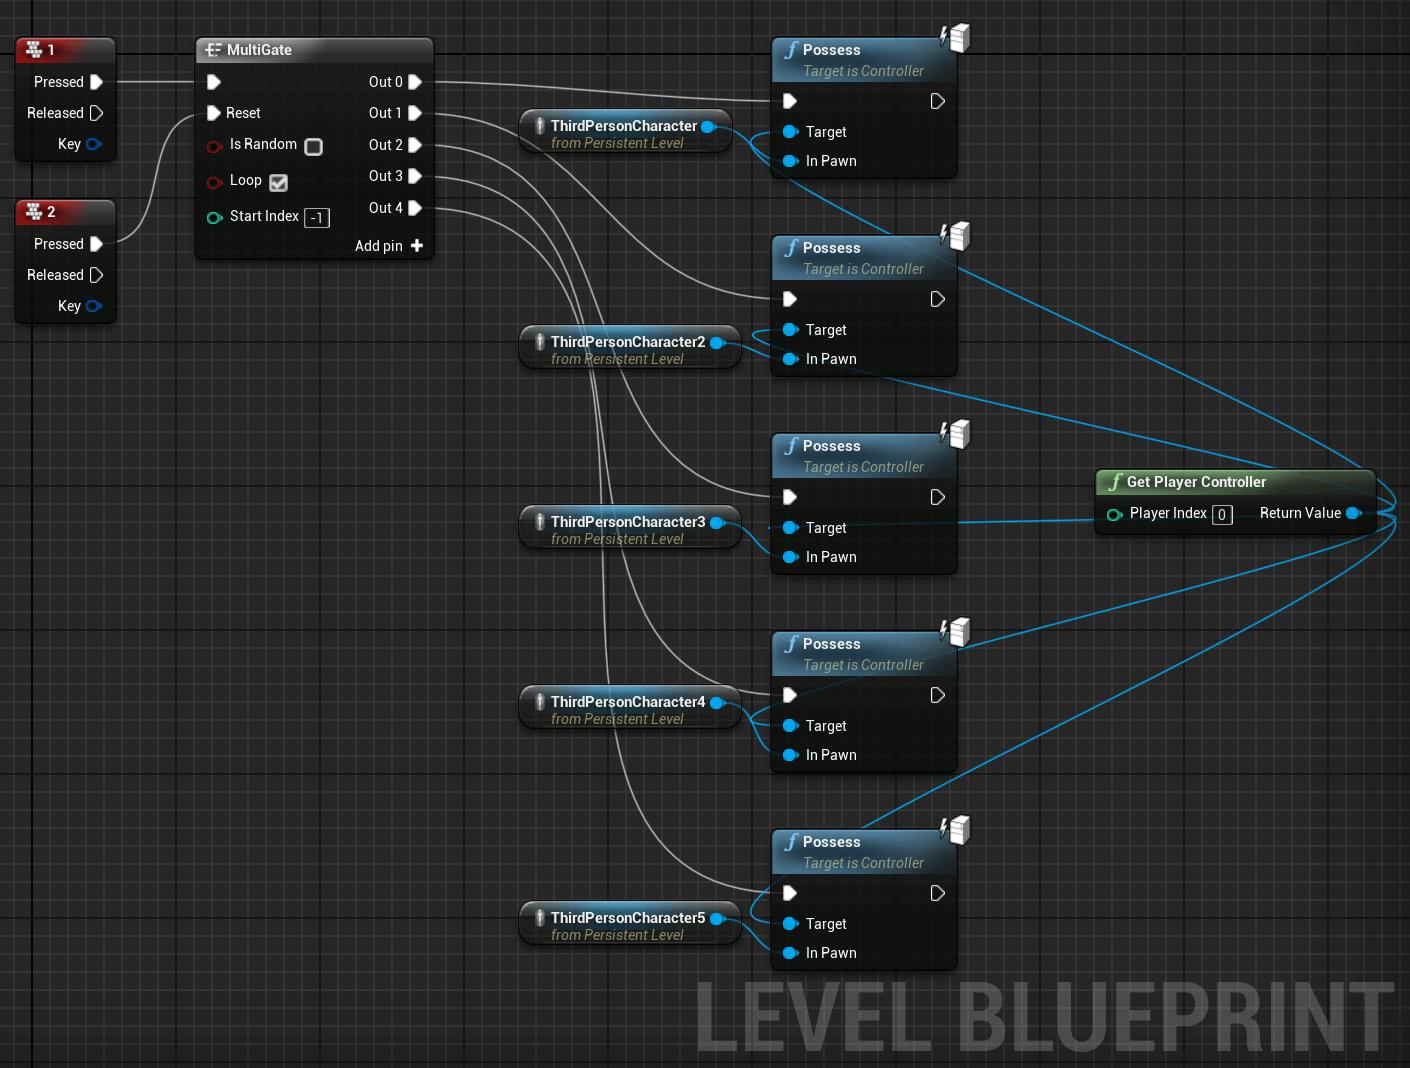 1
Pressed
Released
Key
2
Pressed
Released
Key
MultiGate
Out 0
Reset
Out 1
Is Random
Out 2
Loop
Out 3
Start Index -1
Out 4
Add pin
ThirdPersonCharacter
from Persistent Level
ThirdPersonCharacter2
from Persistent Level
ThirdPersonCharacter3
from Persistent Level
ThirdPersonCharacter4
from Persistent Level
ThirdPersonCharacter5
from Persistent Level
f Possess
Target is Controller
Target
In Pawn
f Possess
Target is Controller
Target
In Pawn
f Possess
Target is Controller
Target
In Pawn
f Possess
Target is Controller
Target
In Pawn
f Possess
Target is Controller
Target
In Pawn
f Get Player Controller
Player Index 0 Return Value
LEVEL BLUEPRINT